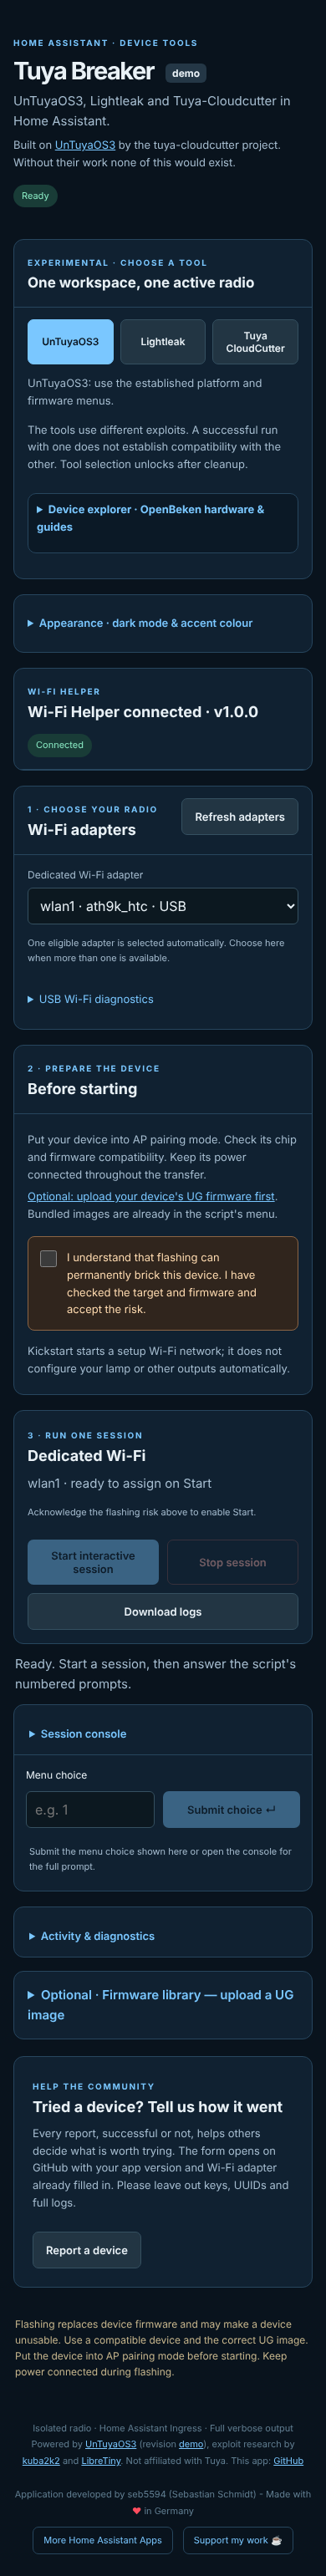 HOME ASSISTANT · DEVICE TOOLS
Tuya Breaker demo
UnTuyaOS3, Lightleak and Tuya-Cloudcutter in
Home Assistant.
Built on UnTuyaOS3 by the tuya-cloudcutter project.
Without their work none of this would exist.
Ready
EXPERIMENTAL · CHOOSE A TOOL
One workspace, one active radio
UnTuyaOS3
Lightleak
Tuya
CloudCutter
UnTuyaOS3: use the established platform and
firmware menus.
The tools use different exploits. A successful run
with one does not establish compatibility with the
other. Tool selection unlocks after cleanup.
▶ Device explorer · OpenBeken hardware &
guides
▶ Appearance · dark mode & accent colour
WI-FI HELPER
Wi-Fi Helper connected · v1.0.0
Connected
1 · CHOOSE YOUR RADIO
Wi-Fi adapters
Refresh adapters
Dedicated Wi-Fi adapter
wlan1 · ath9k_htc · USB
One eligible adapter is selected automatically. Choose here
when more than one is available.
▶ USB Wi-Fi diagnostics
2 · PREPARE THE DEVICE
Before starting
Put your device into AP pairing mode. Check its chip
and firmware compatibility. Keep its power
connected throughout the transfer.
Optional: upload your device's UG firmware first.
Bundled images are already in the script's menu.
I understand that flashing can
permanently brick this device. I have
checked the target and firmware and
accept the risk.
Kickstart starts a setup Wi-Fi network; it does not
configure your lamp or other outputs automatically.
3 · RUN ONE SESSION
Dedicated Wi-Fi
wlan1 · ready to assign on Start
Acknowledge the flashing risk above to enable Start.
Start interactive
session
Stop session
Download logs
Ready. Start a session, then answer the script's
numbered prompts.
▶ Session console
Menu choice
e.g. 1
Submit choice ↵
Submit the menu choice shown here or open the console for
the full prompt.
▶ Activity & diagnostics
▶ Optional · Firmware library — upload a UG
image
HELP THE COMMUNITY
Tried a device? Tell us how it went
Every report, successful or not, helps others
decide what is worth trying. The form opens on
GitHub with your app version and Wi-Fi adapter
already filled in. Please leave out keys, UUIDs and
full logs.
Report a device
Flashing replaces device firmware and may make a device
unusable. Use a compatible device and the correct UG image.
Put the device into AP pairing mode before starting. Keep
power connected during flashing.
Isolated radio · Home Assistant Ingress · Full verbose output
Powered by UnTuyaOS3 (revision demo), exploit research by
kuba2k2 and LibreTiny. Not affiliated with Tuya. This app: GitHub
Application developed by seb5594 (Sebastian Schmidt) - Made with
❤ in Germany
More Home Assistant Apps
Support my work ☕